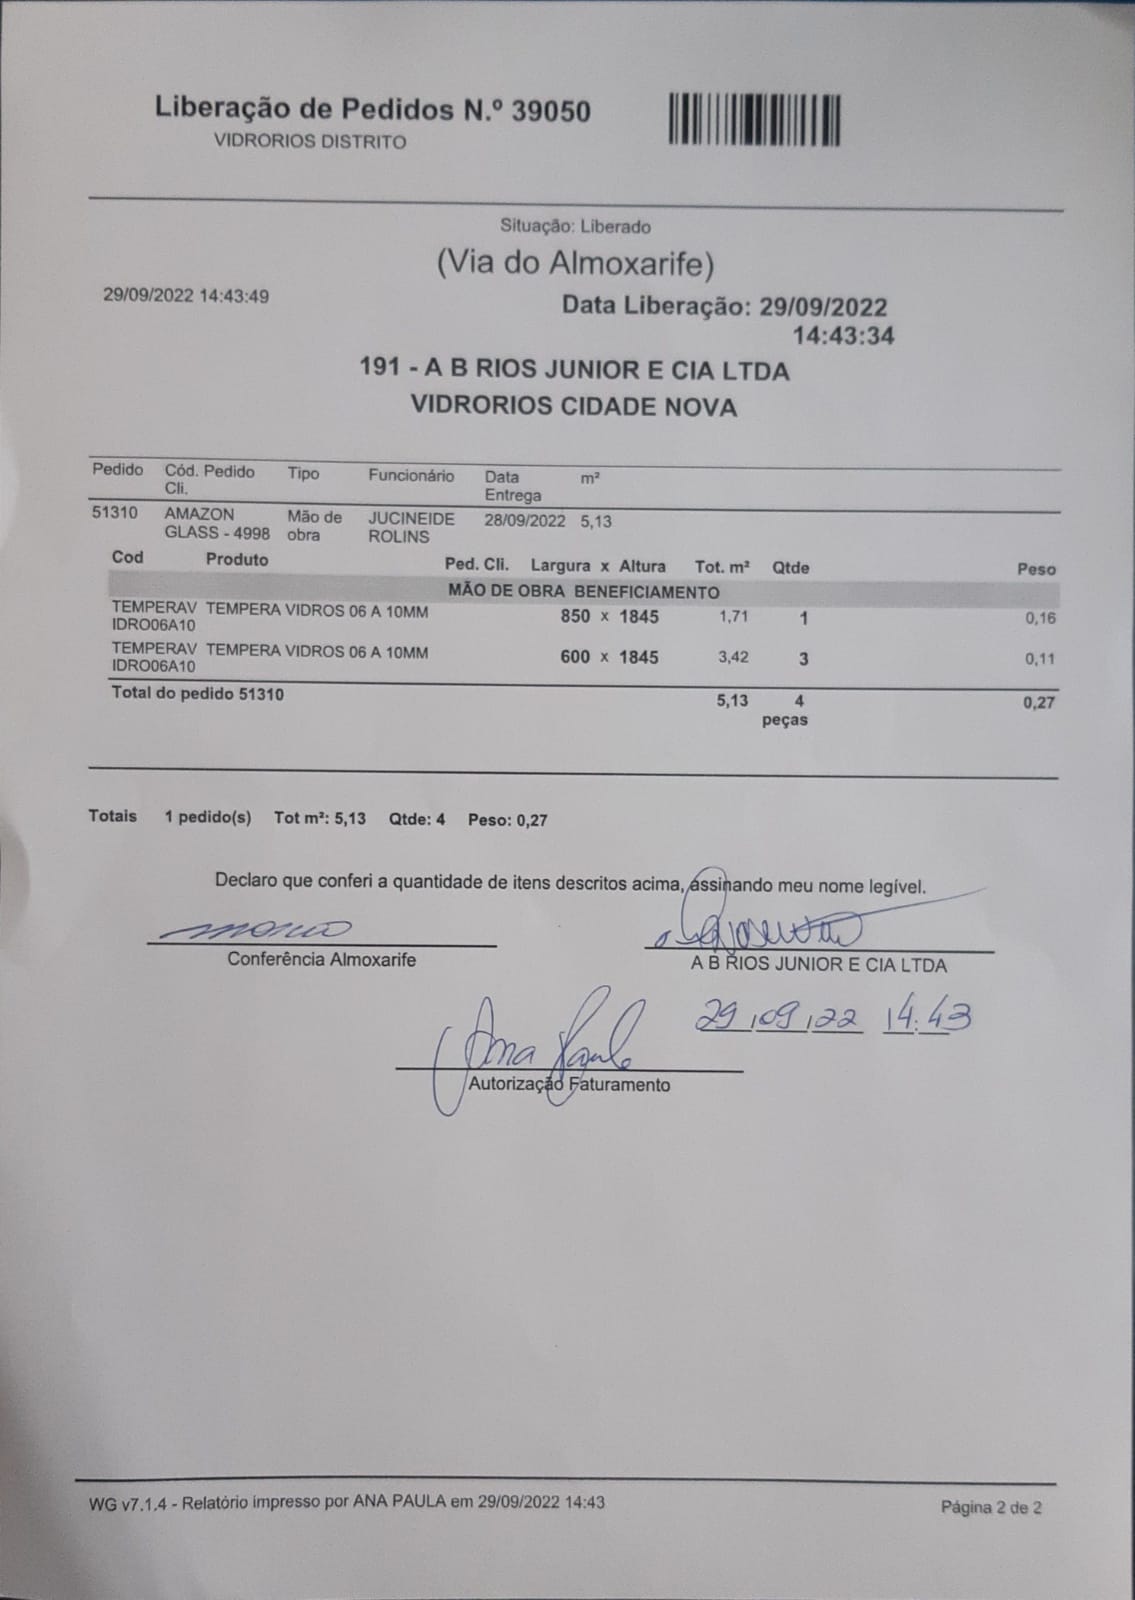 Liberação de Pedidos N.º 39050
VIDRORIOS DISTRITO
Situação: Liberado
(Via do Almoxarife)
29/09/2022 14:43:49
Data Liberação: 29/09/2022
14:43:34
191 - A B RIOS JUNIOR E CIA LTDA
VIDRORIOS CIDADE NOVA
Pedido Cód. Pedido Cli. Tipo Funcionário Data Entrega m²
51310 AMAZON GLASS - 4998 Mão de obra JUCINEIDE ROLINS 28/09/2022 5,13
Cod Produto Ped. Cli. Largura x Altura Tot. m² Qtde Peso
MÃO DE OBRA BENEFICIAMENTO
TEMPERAV TEMPERA VIDROS 06 A 10MM 850 x 1845 1,71 1 0,16
IDRO06A10
TEMPERAV TEMPERA VIDROS 06 A 10MM 600 x 1845 3,42 3 0,11
IDRO06A10
Total do pedido 51310 5,13 4 0,27
peças
Totais 1 pedido(s) Tot m²: 5,13 Qtde: 4 Peso: 0,27
Declaro que conferi a quantidade de itens descritos acima, assinando meu nome legível.
Conferência Almoxarife
A B RIOS JUNIOR E CIA LTDA
29/09/22 14:43
Ana Paula
Autorização Faturamento
WG v7.1.4 - Relatório impresso por ANA PAULA em 29/09/2022 14:43
Página 2 de 2